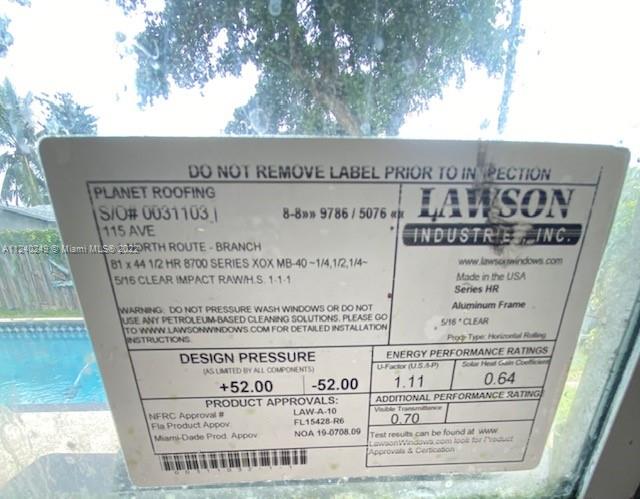 DO NOT REMOVE LABEL PRIOR TO INSPECTION
PLANET ROOFING
S/O# 0031103
8-8»» 9786 / 5076 ««
115 AVE
NORTH ROUTE - BRANCH
81 x 44 1/2 HR 8700 SERIES XOX MB-40 ~1/4,1/2,1/4~
5/16 CLEAR IMPACT RAW/H.S. 1-1-1
WARNING: DO NOT PRESSURE WASH WINDOWS OR DO NOT
USE ANY PETROLEUM-BASED CLEANING SOLUTIONS. PLEASE GO
TO WWW.LAWSONWINDOWS.COM FOR DETAILED INSTALLATION
INSTRUCTIONS.
LAWSON
INDUSTRIES, INC.
www.lawsonwindows.com
Made in the USA
Series HR
Aluminum Frame
5/16 " CLEAR
Prod Type: Horizontal Rolling
DESIGN PRESSURE
(AS LIMITED BY ALL COMPONENTS)
+52.00 -52.00
ENERGY PERFORMANCE RATINGS
U-Factor (U.S./I-P) Solar Heat Gain Coefficient
1.11 0.64
ADDITIONAL PERFORMANCE RATING
Visible Transmittance
0.70
PRODUCT APPROVALS:
NFRC Approval # LAW-A-10
Fla Product Appov FL15428-R6
Miami-Dade Prod. Appov NOA 19-0708.09
Test results can be found at www.
LawsonWindows.com look for Product
Approvals & Certication
A11240249 © Miami MLS® 2022